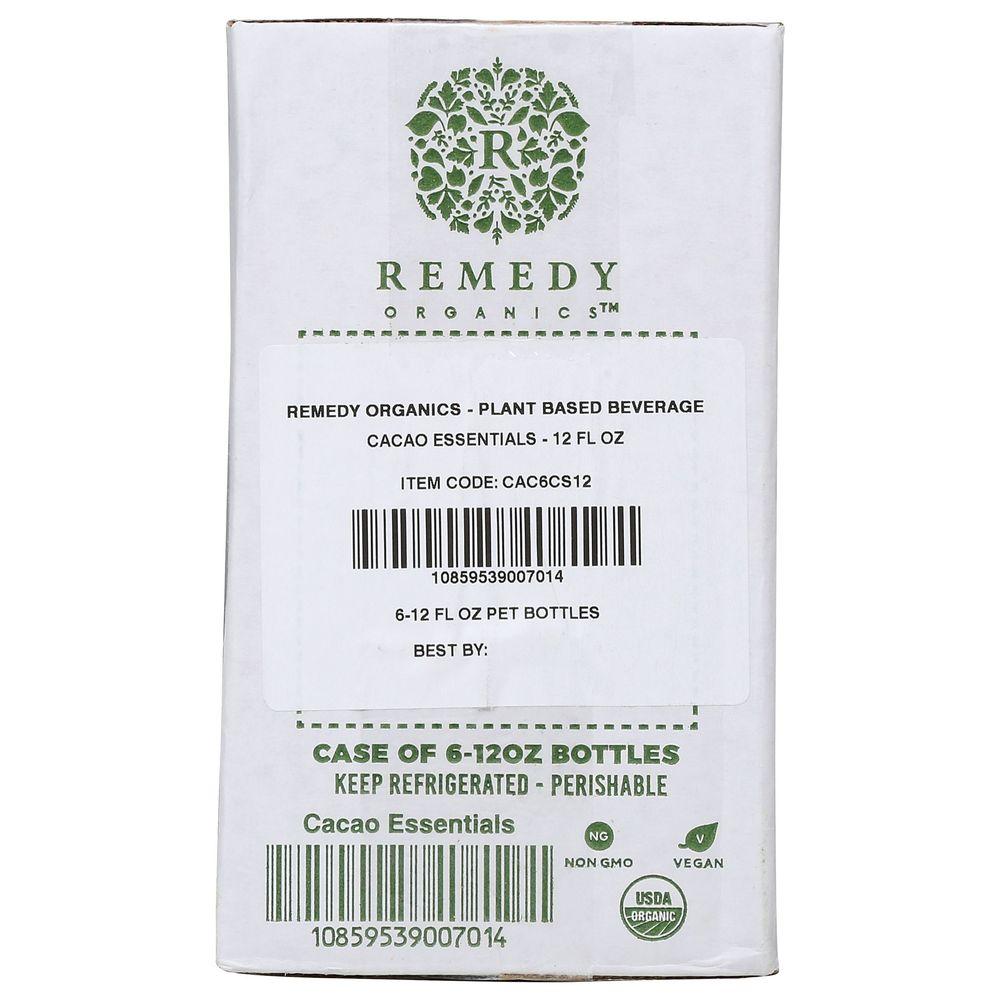 R
REMEDY
ORGANICS™
REMEDY ORGANICS - PLANT BASED BEVERAGE
CACAO ESSENTIALS - 12 FL OZ
ITEM CODE: CAC6CS12
10859539007014
6-12 FL OZ PET BOTTLES
BEST BY:
CASE OF 6-12OZ BOTTLES
KEEP REFRIGERATED - PERISHABLE
Cacao Essentials
10859539007014
NG
NON GMO
V
VEGAN
USDA
ORGANIC